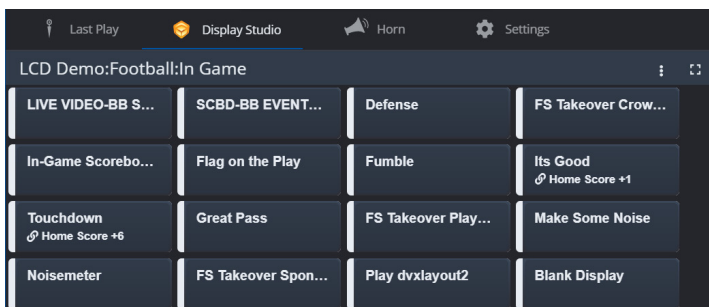 Last Play
Display Studio
Horn
Settings
LCD Demo:Football:In Game
LIVE VIDEO-BB S...
SCBD-BB EVENT...
Defense
FS Takeover Crow...
In-Game Scorebo...
Flag on the Play
Fumble
Its Good
Home Score +1
Touchdown
Home Score +6
Great Pass
FS Takeover Play...
Make Some Noise
Noisemeter
FS Takeover Spon...
Play dvxlayout2
Blank Display